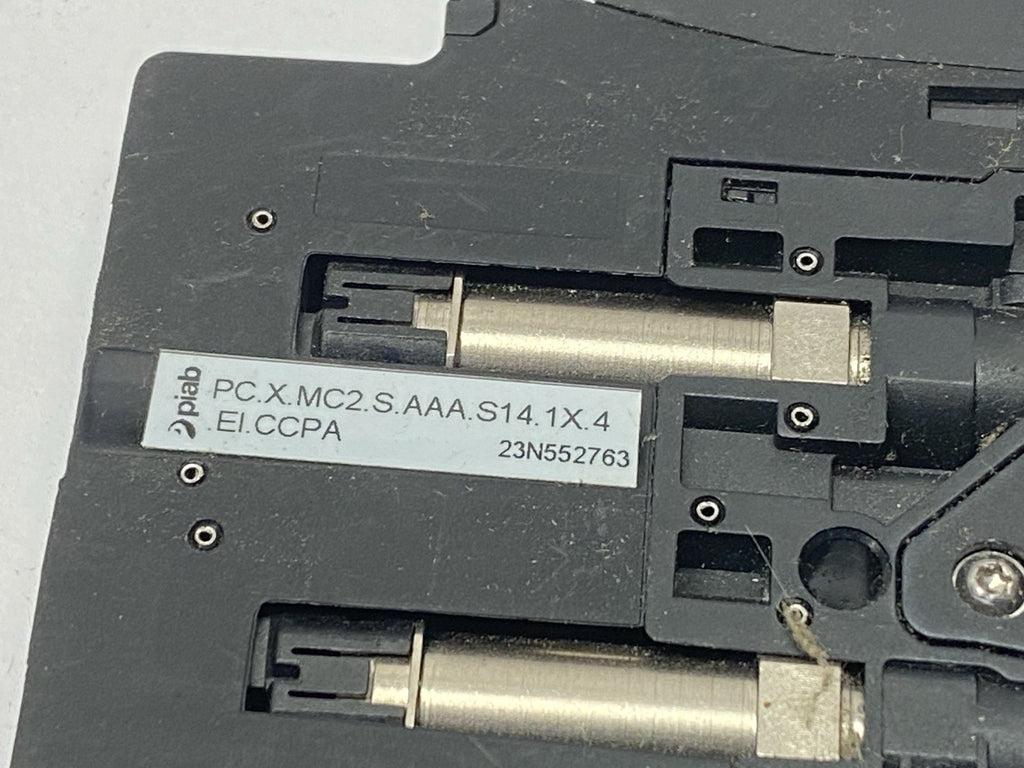 piab
PC.X.MC2.S.AAA.S14.1X.4
.EI.CCPA
23N552763